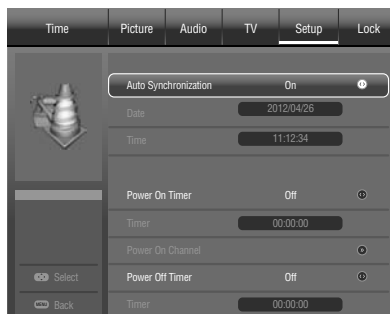 Time Picture Audio TV Setup Lock
Auto Synchronization On
Date 2012/04/26
Time 11:12:34
Power On Timer Off
Timer 00:00:00
Power On Channel
Select Power Off Timer Off
Back Timer 00:00:00